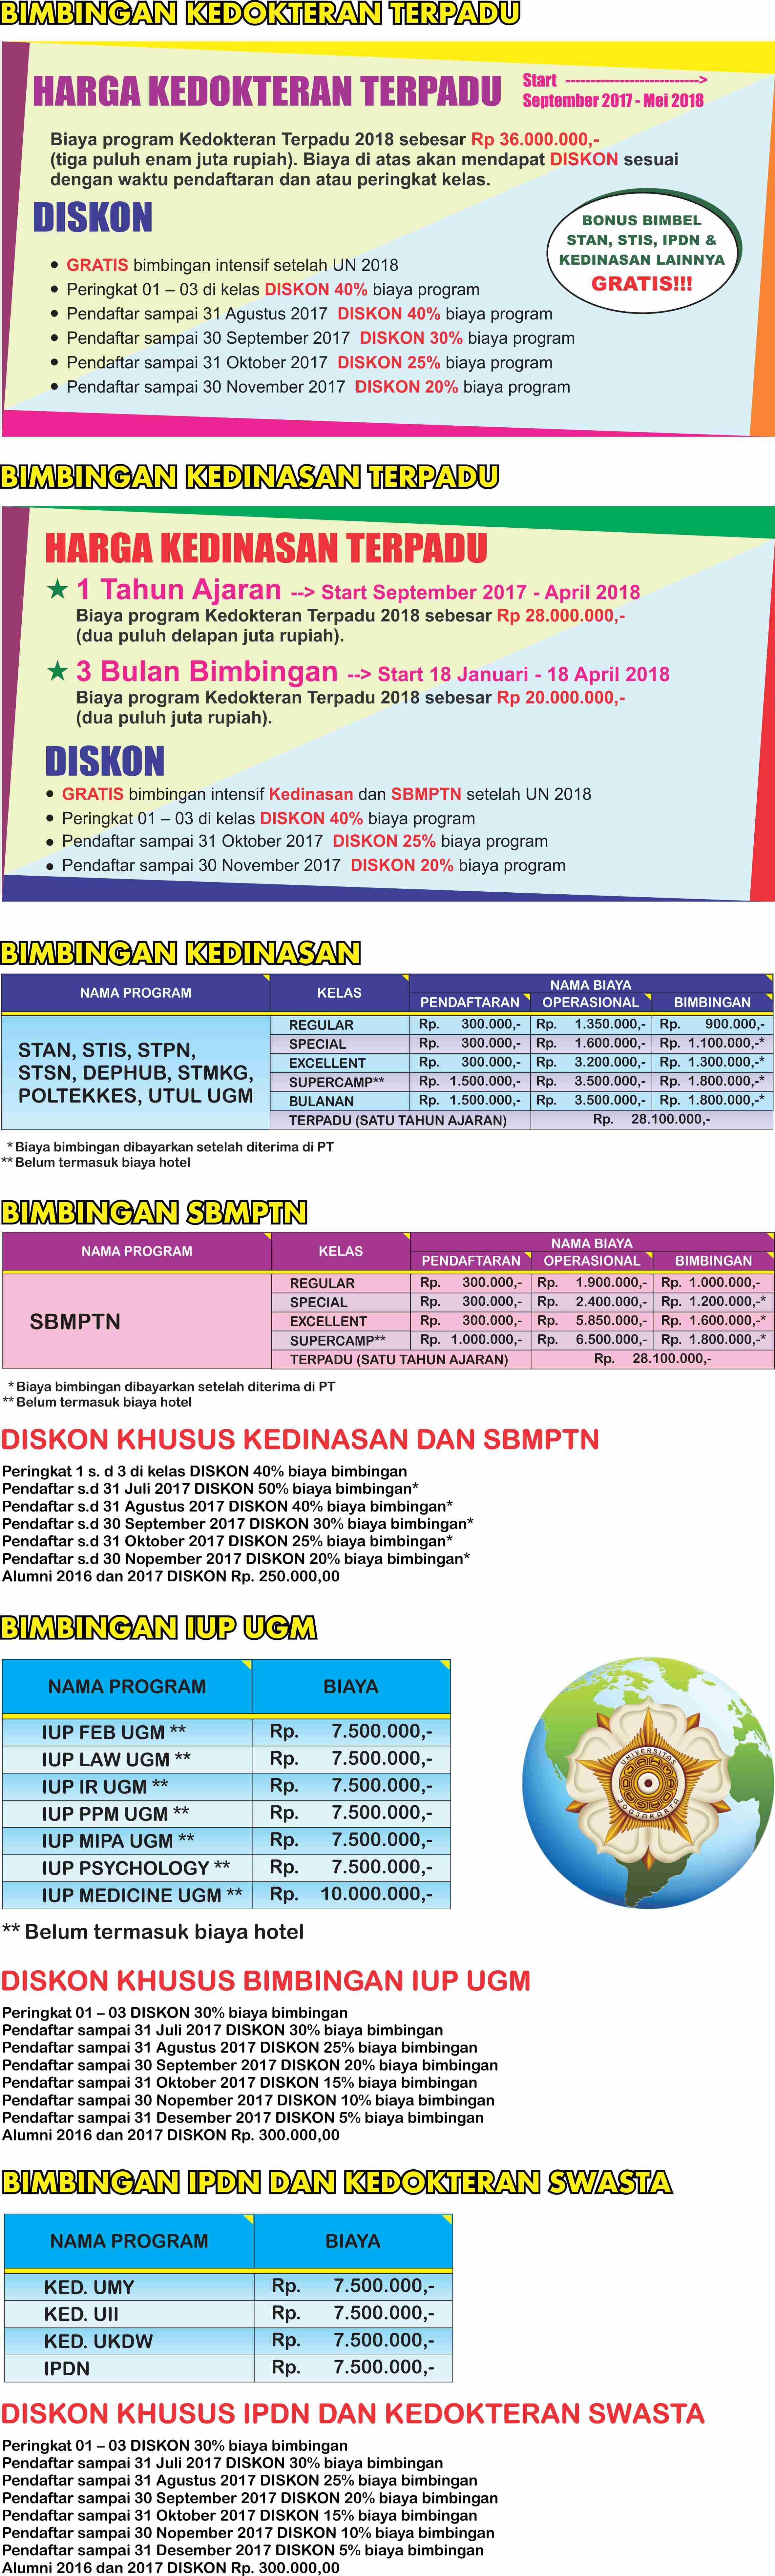 BIMBINGAN KEDOKTERAN TERPADU
HARGA KEDOKTERAN TERPADU
Start --------------------------->
September 2017 - Mei 2018
Biaya program Kedokteran Terpadu 2018 sebesar Rp 36.000.000,-
(tiga puluh enam juta rupiah). Biaya di atas akan mendapat DISKON sesuai
dengan waktu pendaftaran dan atau peringkat kelas.
DISKON
BONUS BIMBEL
STAN, STIS, IPDN &
KEDINASAN LAINNYA
GRATIS!!!
• GRATIS bimbingan intensif setelah UN 2018
• Peringkat 01 – 03 di kelas DISKON 40% biaya program
• Pendaftar sampai 31 Agustus 2017 DISKON 40% biaya program
• Pendaftar sampai 30 September 2017 DISKON 30% biaya program
• Pendaftar sampai 31 Oktober 2017 DISKON 25% biaya program
• Pendaftar sampai 30 November 2017 DISKON 20% biaya program
BIMBINGAN KEDINASAN TERPADU
HARGA KEDINASAN TERPADU
★ 1 Tahun Ajaran --> Start September 2017 - April 2018
Biaya program Kedokteran Terpadu 2018 sebesar Rp 28.000.000,-
(dua puluh delapan juta rupiah).
★ 3 Bulan Bimbingan --> Start 18 Januari - 18 April 2018
Biaya program Kedokteran Terpadu 2018 sebesar Rp 20.000.000,-
(dua puluh juta rupiah).
DISKON
• GRATIS bimbingan intensif Kedinasan dan SBMPTN setelah UN 2018
• Peringkat 01 – 03 di kelas DISKON 40% biaya program
• Pendaftar sampai 31 Oktober 2017 DISKON 25% biaya program
• Pendaftar sampai 30 November 2017 DISKON 20% biaya program
BIMBINGAN KEDINASAN
NAMA PROGRAM KELAS NAMA BIAYA
PENDAFTARAN OPERASIONAL BIMBINGAN
STAN, STIS, STPN,
STSN, DEPHUB, STMKG,
POLTEKKES, UTUL UGM
REGULAR Rp. 300.000,- Rp. 1.350.000,- Rp. 900.000,-
SPECIAL Rp. 300.000,- Rp. 1.600.000,- Rp. 1.100.000,-*
EXCELLENT Rp. 300.000,- Rp. 3.200.000,- Rp. 1.300.000,-*
SUPERCAMP** Rp. 1.500.000,- Rp. 3.500.000,- Rp. 1.800.000,-*
BULANAN Rp. 1.500.000,- Rp. 3.500.000,- Rp. 1.800.000,-*
TERPADU (SATU TAHUN AJARAN) Rp. 28.100.000,-
* Biaya bimbingan dibayarkan setelah diterima di PT
** Belum termasuk biaya hotel
BIMBINGAN SBMPTN
NAMA PROGRAM KELAS NAMA BIAYA
PENDAFTARAN OPERASIONAL BIMBINGAN
SBMPTN
REGULAR Rp. 300.000,- Rp. 1.900.000,- Rp. 1.000.000,-
SPECIAL Rp. 300.000,- Rp. 2.400.000,- Rp. 1.200.000,-*
EXCELLENT Rp. 300.000,- Rp. 5.850.000,- Rp. 1.600.000,-*
SUPERCAMP** Rp. 1.000.000,- Rp. 6.500.000,- Rp. 1.800.000,-*
TERPADU (SATU TAHUN AJARAN) Rp. 28.100.000,-
* Biaya bimbingan dibayarkan setelah diterima di PT
** Belum termasuk biaya hotel
DISKON KHUSUS KEDINASAN DAN SBMPTN
Peringkat 1 s. d 3 di kelas DISKON 40% biaya bimbingan
Pendaftar s.d 31 Juli 2017 DISKON 50% biaya bimbingan*
Pendaftar s.d 31 Agustus 2017 DISKON 40% biaya bimbingan*
Pendaftar s.d 30 September 2017 DISKON 30% biaya bimbingan*
Pendaftar s.d 31 Oktober 2017 DISKON 25% biaya bimbingan*
Pendaftar s.d 30 Nopember 2017 DISKON 20% biaya bimbingan*
Alumni 2016 dan 2017 DISKON Rp. 250.000,00
BIMBINGAN IUP UGM
NAMA PROGRAM BIAYA
IUP FEB UGM ** Rp. 7.500.000,-
IUP LAW UGM ** Rp. 7.500.000,-
IUP IR UGM ** Rp. 7.500.000,-
IUP PPM UGM ** Rp. 7.500.000,-
IUP MIPA UGM ** Rp. 7.500.000,-
IUP PSYCHOLOGY ** Rp. 7.500.000,-
IUP MEDICINE UGM ** Rp. 10.000.000,-
UNIVERSITAS
JOGJAKARTA
** Belum termasuk biaya hotel
DISKON KHUSUS BIMBINGAN IUP UGM
Peringkat 01 – 03 DISKON 30% biaya bimbingan
Pendaftar sampai 31 Juli 2017 DISKON 30% biaya bimbingan
Pendaftar sampai 31 Agustus 2017 DISKON 25% biaya bimbingan
Pendaftar sampai 30 September 2017 DISKON 20% biaya bimbingan
Pendaftar sampai 31 Oktober 2017 DISKON 15% biaya bimbingan
Pendaftar sampai 30 Nopember 2017 DISKON 10% biaya bimbingan
Pendaftar sampai 31 Desember 2017 DISKON 5% biaya bimbingan
Alumni 2016 dan 2017 DISKON Rp. 300.000,00
BIMBINGAN IPDN DAN KEDOKTERAN SWASTA
NAMA PROGRAM BIAYA
KED. UMY Rp. 7.500.000,-
KED. UII Rp. 7.500.000,-
KED. UKDW Rp. 7.500.000,-
IPDN Rp. 7.500.000,-
DISKON KHUSUS IPDN DAN KEDOKTERAN SWASTA
Peringkat 01 – 03 DISKON 30% biaya bimbingan
Pendaftar sampai 31 Juli 2017 DISKON 30% biaya bimbingan
Pendaftar sampai 31 Agustus 2017 DISKON 25% biaya bimbingan
Pendaftar sampai 30 September 2017 DISKON 20% biaya bimbingan
Pendaftar sampai 31 Oktober 2017 DISKON 15% biaya bimbingan
Pendaftar sampai 30 Nopember 2017 DISKON 10% biaya bimbingan
Pendaftar sampai 31 Desember 2017 DISKON 5% biaya bimbingan
Alumni 2016 dan 2017 DISKON Rp. 300.000,00